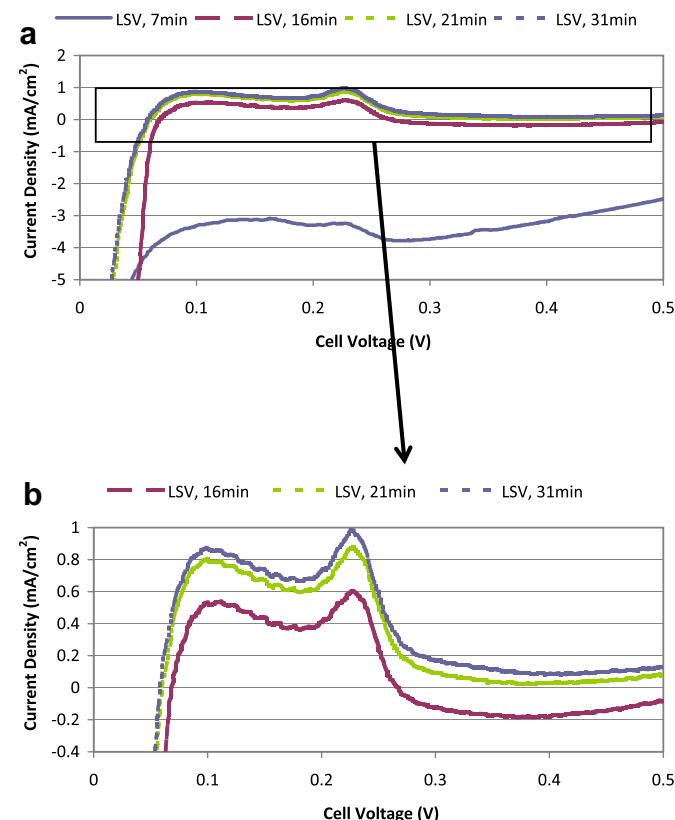 LSV, 7min LSV, 16min LSV, 21min LSV, 31min
a
Current Density (mA/cm²)
2
1
0
-1
-2
-3
-4
-5
0 0.1 0.2 0.3 0.4 0.5
Cell Voltage (V)
b
LSV, 16min LSV, 21min LSV, 31min
Current Density (mA/cm²)
1
0.8
0.6
0.4
0.2
0
-0.2
-0.4
0 0.1 0.2 0.3 0.4 0.5
Cell Voltage (V)